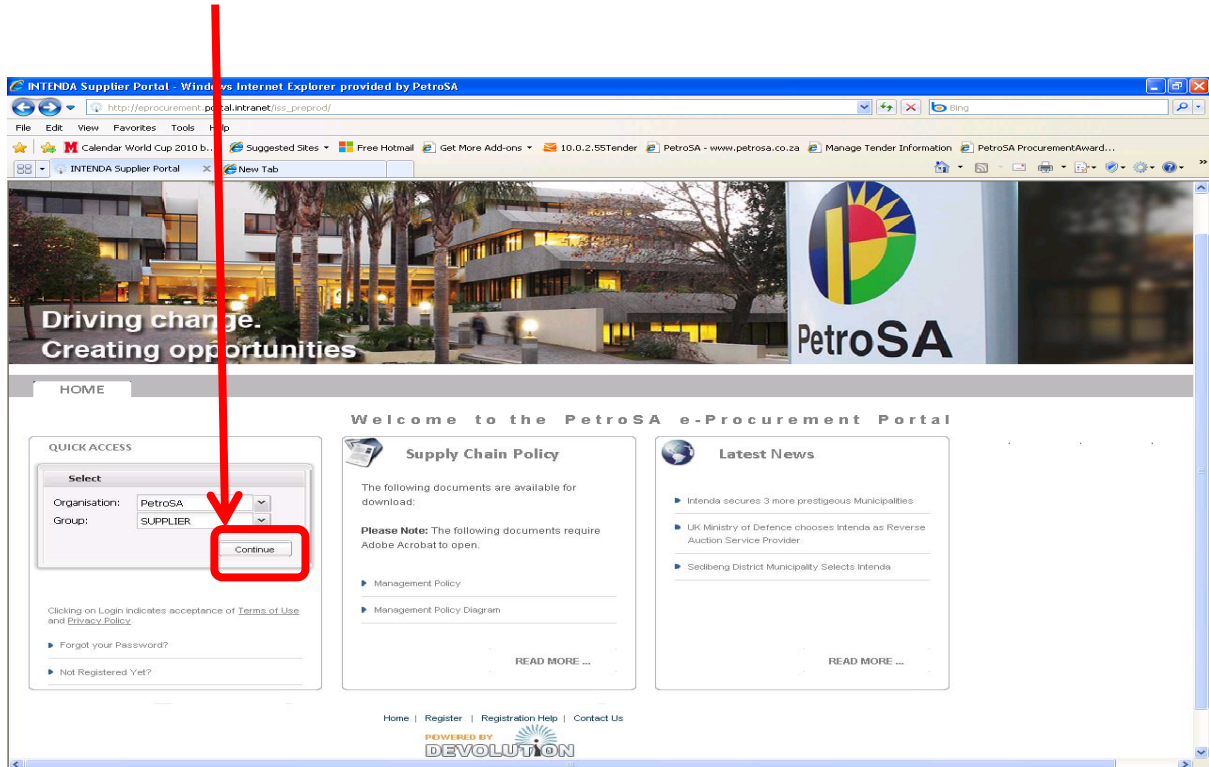 INTENDA Supplier Portal - Windows Internet Explorer provided by PetroSA
http://eprocurement.portal.intranet/iss_preprod/
Bing
File Edit View Favorites Tools Help
Calendar World Cup 2010 b... Suggested Sites Free Hotmail Get More Add-ons 10.0.2.55Tender PetroSA - www.petrosa.co.za Manage Tender Information PetroSA ProcurementAward...
INTENDA Supplier Portal New Tab
Driving change.
Creating opportunities
PetroSA
HOME
Welcome to the PetroSA e-Procurement Portal
QUICK ACCESS
Select
Organisation: PetroSA
Group: SUPPLIER
Continue
Clicking on Login indicates acceptance of Terms of Use
and Privacy Policy
Forgot your Password?
Not Registered Yet?
Supply Chain Policy
The following documents are available for
download:
Please Note: The following documents require
Adobe Acrobat to open.
Management Policy
Management Policy Diagram
READ MORE ...
Latest News
Intenda secures 3 more prestigeous Municipalities
UK Ministry of Defence chooses Intenda as Reverse
Auction Service Provider
Sedibeng District Municipality Selects Intenda
READ MORE ...
Home | Register | Registration Help | Contact Us
POWERED BY
DEVOLUTION